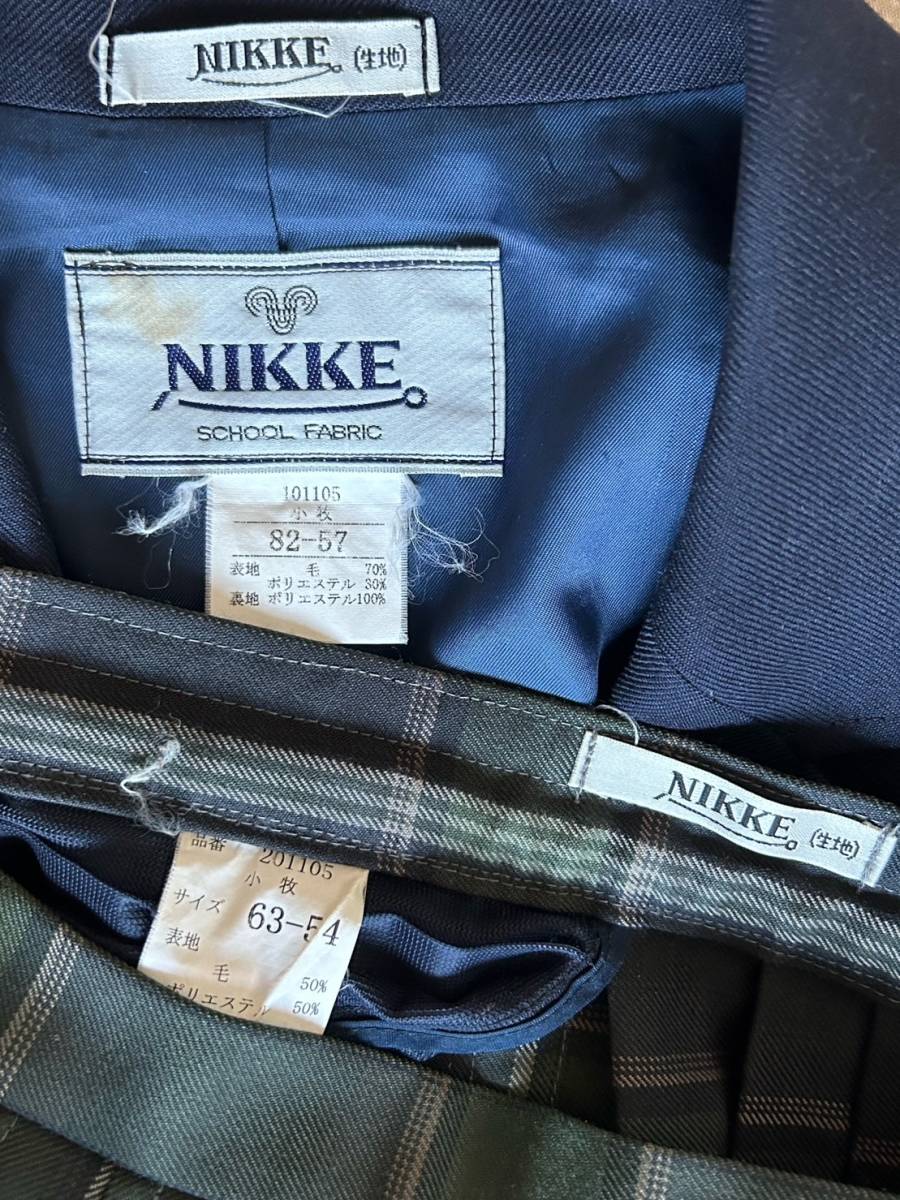 NIKKE (生地)
NIKKE
SCHOOL FABRIC
101105
小牧
82-57
表地 毛 70%
ポリエステル 30%
裏地 ポリエステル100%
NIKKE (生地)
品番 201105
小牧
サイズ 63-54
表地
毛 50%
ポリエステル 50%